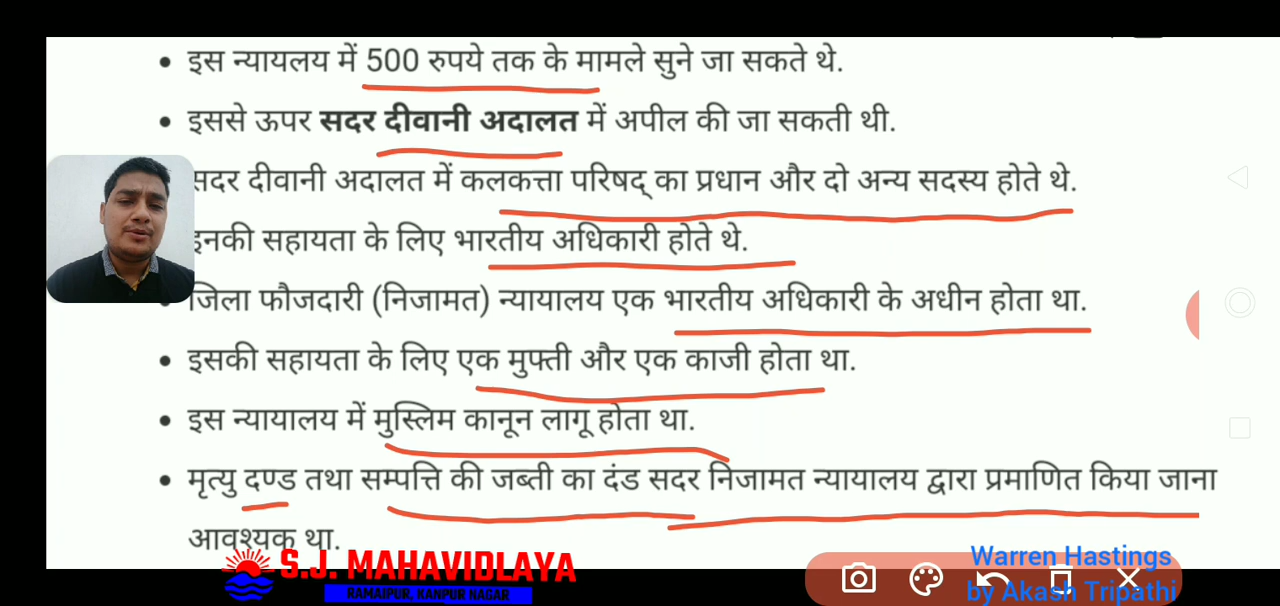 इस न्यायलय में 500 रुपये तक के मामले सुने जा सकते थे.
इससे ऊपर सदर दीवानी अदालत में अपील की जा सकती थी.
सदर दीवानी अदालत में कलकत्ता परिषद् का प्रधान और दो अन्य सदस्य होते थे.
इनकी सहायता के लिए भारतीय अधिकारी होते थे.
जिला फौजदारी (निजामत) न्यायालय एक भारतीय अधिकारी के अधीन होता था.
इसकी सहायता के लिए एक मुफ्ती और एक काजी होता था.
इस न्यायालय में मुस्लिम कानून लागू होता था.
मृत्यु दण्ड तथा सम्पत्ति की जब्ती का दंड सदर निजामत न्यायालय द्वारा प्रमाणित किया जाना
आवश्यक था.
S.J. MAHAVIDLAYA
RAMAIPUR, KANPUR NAGAR
Warren Hastings
by Akash Tripathi